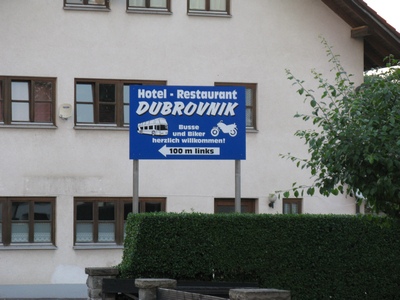 Hotel - Restaurant
DUBROVNIK
Busse
und Biker
herzlich willkommen!
100 m links